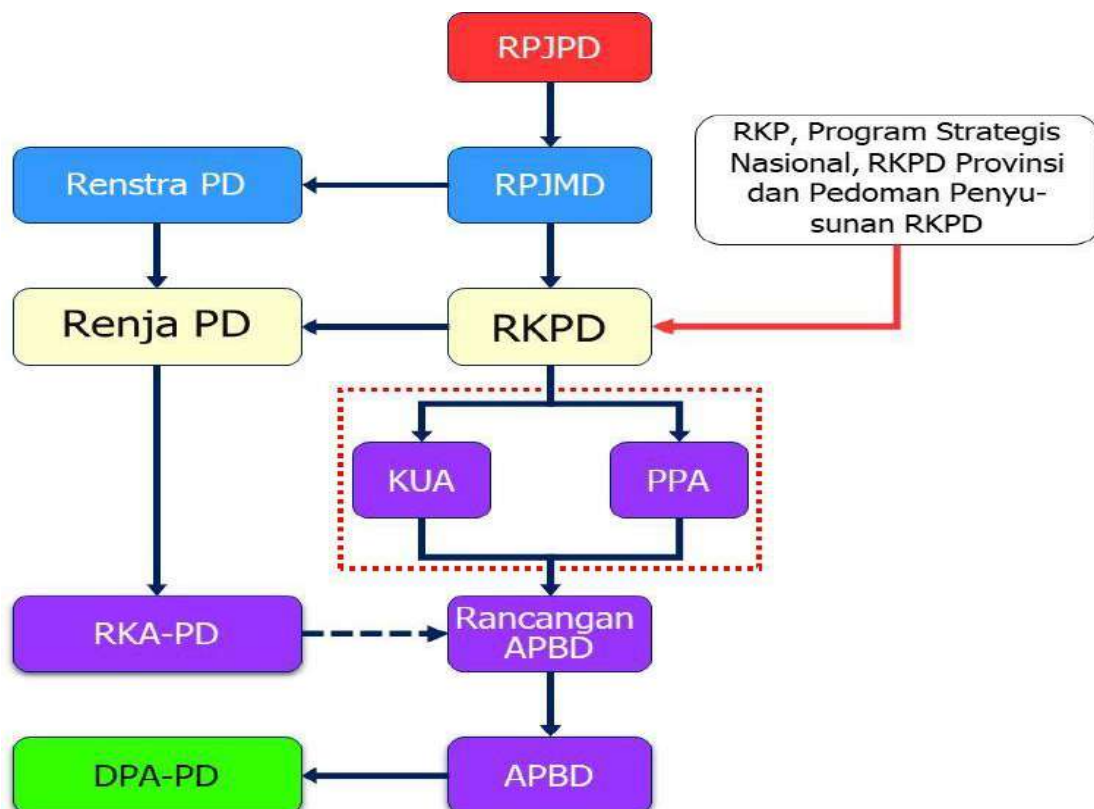 RPJPD
RKP, Program Strategis
Nasional, RKPD Provinsi
dan Pedoman Penyu-
sunan RKPD
Renstra PD
RPJMD
Renja PD
RKPD
KUA
PPA
RKA-PD
Rancangan
APBD
DPA-PD
APBD